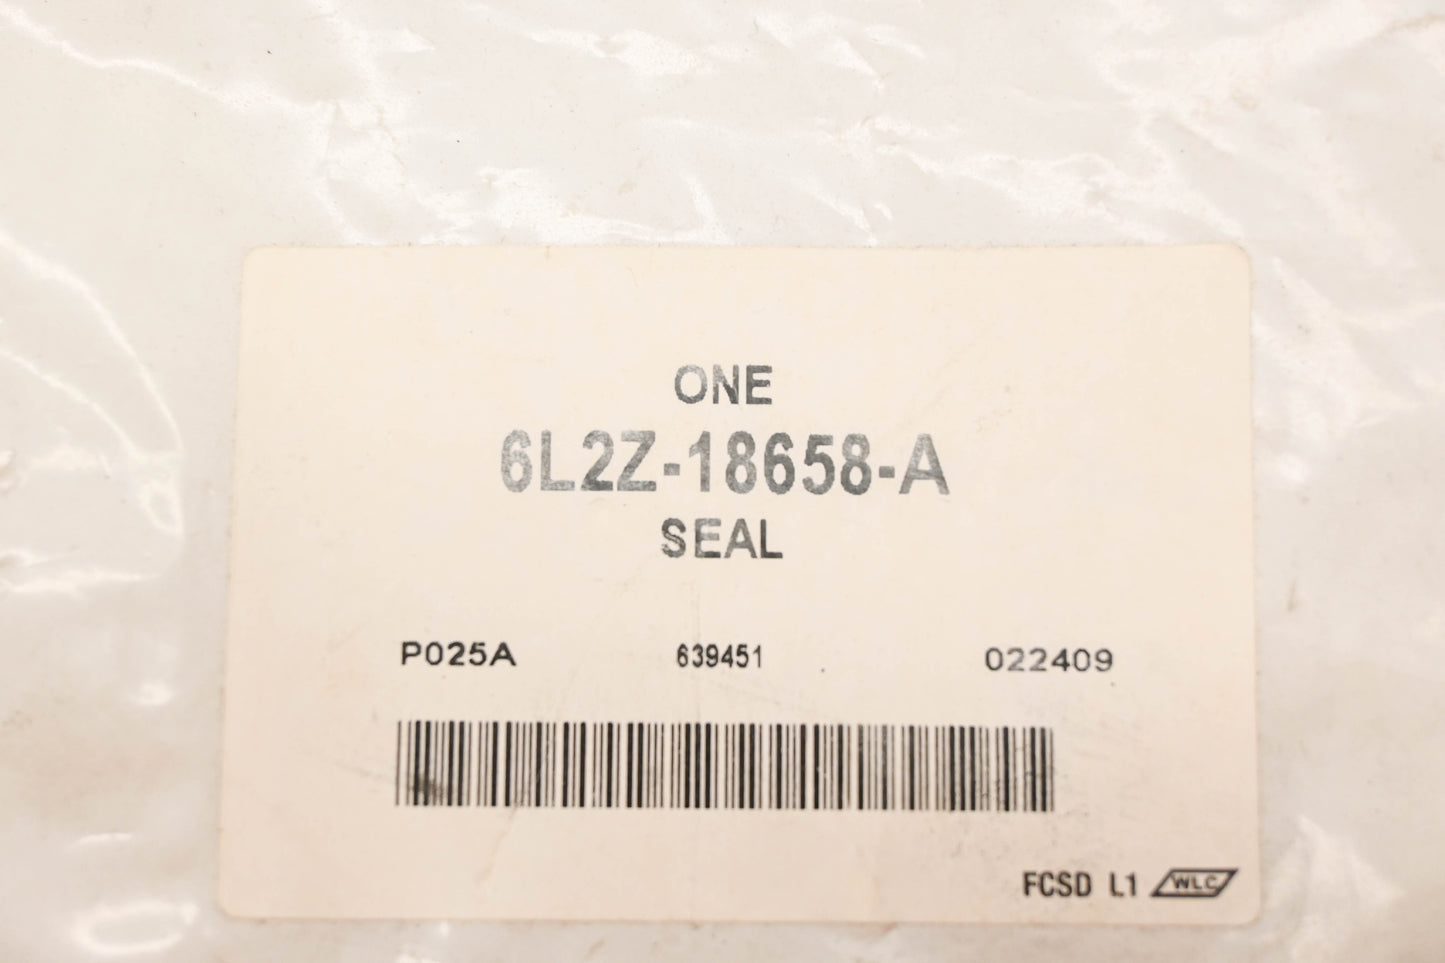 ONE
6L2Z-18658-A
SEAL
P025A 639451 022409
FCSD L1 WLC